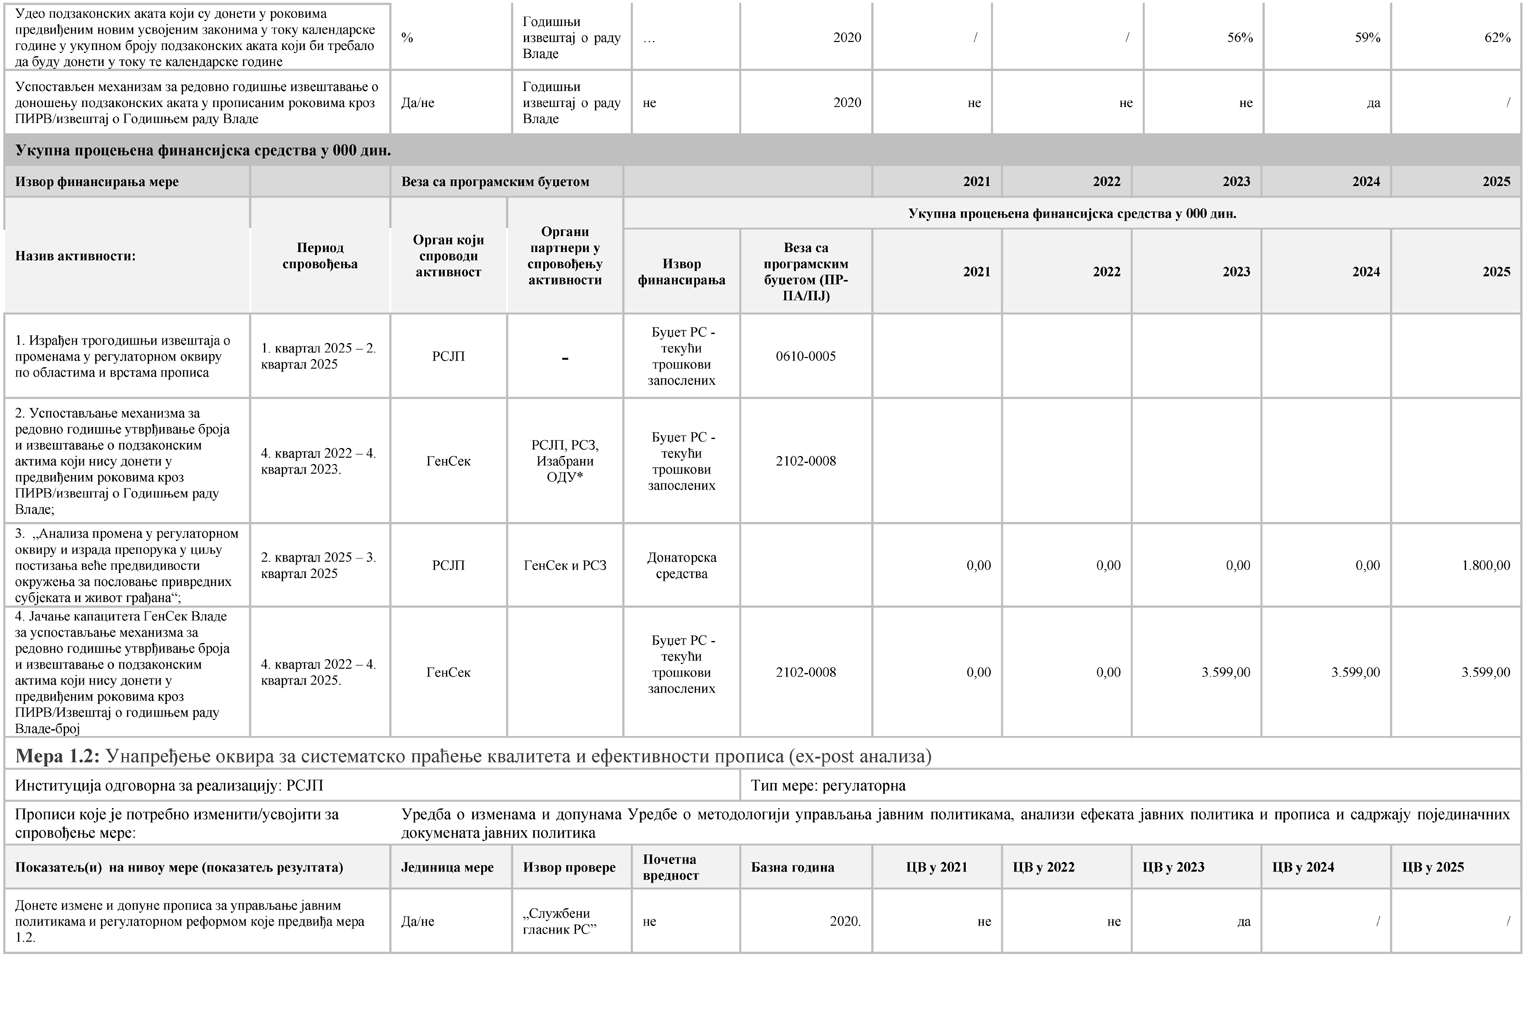 Удео подзаконских аката који су донети у роковима
предвиђеним новим усвојеним законима у току календарске
године у укупном броју подзаконских аката који би требало
да буду донети у току те календарске године
%
Годишњи
извештај о раду
Владе
...
2020
/
/
56%
59%
62%
Успостављен механизам за редовно годишње извештавање о
доношењу подзаконских аката у прописаним роковима кроз
ПИРВ/извештај о Годишњем раду Владе
Да/не
Годишњи
извештај о раду
Владе
не
2020
не
не
не
да
/
Укупна процењена финансијска средства у 000 дин.
Извор финансирања мере
Веза са програмским буџетом
2021
2022
2023
2024
2025
Назив активности:
Период
спровођења
Орган који
спроводи
активност
Органи
партнери у
спровођењу
активности
Укупна процењена финансијска средства у 000 дин.
Извор
финансирања
Веза са
програмским
буџетом (ПР-
ПА/ПЈ)
2021
2022
2023
2024
2025
1. Израђен трогодишњи извештаја о
променама у регулаторном оквиру
по областима и врстама прописа
1. квартал 2025 – 2.
квартал 2025
РСЈП
-
Буџет РС -
текући
трошкови
запослених
0610-0005
2. Успостављање механизма за
редовно годишње утврђивање броја
и извештавање о подзаконским
актима који нису донети у
предвиђеним роковима кроз
ПИРВ/извештај о Годишњем раду
Владе;
4. квартал 2022 – 4.
квартал 2023.
ГенСек
РСЈП, РСЗ,
Изабрани
ОДУ*
Буџет РС -
текући
трошкови
запослених
2102-0008
3. „Анализа промена у регулаторном
оквиру и израда препорука у циљу
постизања веће предвидивости
окружења за пословање привредних
субјеката и живот грађана“;
2. квартал 2025 – 3.
квартал 2025
РСЈП
ГенСек и РСЗ
Донаторска
средства
0,00
0,00
0,00
0,00
1.800,00
4. Јачање капацитета ГенСек Владе
за успостављање механизма за
редовно годишње утврђивање броја
и извештавање о подзаконским
актима који нису донети у
предвиђеним роковима кроз
ПИРВ/Извештај о годишњем раду
Владе-број
4. квартал 2022 – 4.
квартал 2025.
ГенСек
Буџет РС -
текући
трошкови
запослених
2102-0008
0,00
0,00
3.599,00
3.599,00
3.599,00
Мера 1.2: Унапређење оквира за систематско праћење квалитета и ефективности прописа (ex-post анализа)
Институција одговорна за реализацију: РСЈП
Тип мере: регулаторна
Прописи које је потребно изменити/усвојити за
спровођење мере:
Уредба о изменама и допунама Уредбе о методологији управљања јавним политикама, анализи ефеката јавних политика и прописа и садржају појединачних
докумената јавних политика
Показатељ(и) на нивоу мере (показатељ резултата)
Јединица мере
Извор провере
Почетна
вредност
Базна година
ЦВ у 2021
ЦВ у 2022
ЦВ у 2023
ЦВ у 2024
ЦВ у 2025
Донете измене и допуне прописа за управљање јавним
политикама и регулаторном реформом које предвиђа мера
1.2.
Да/не
„Службени
гласник РС”
не
2020.
не
не
да
/
/